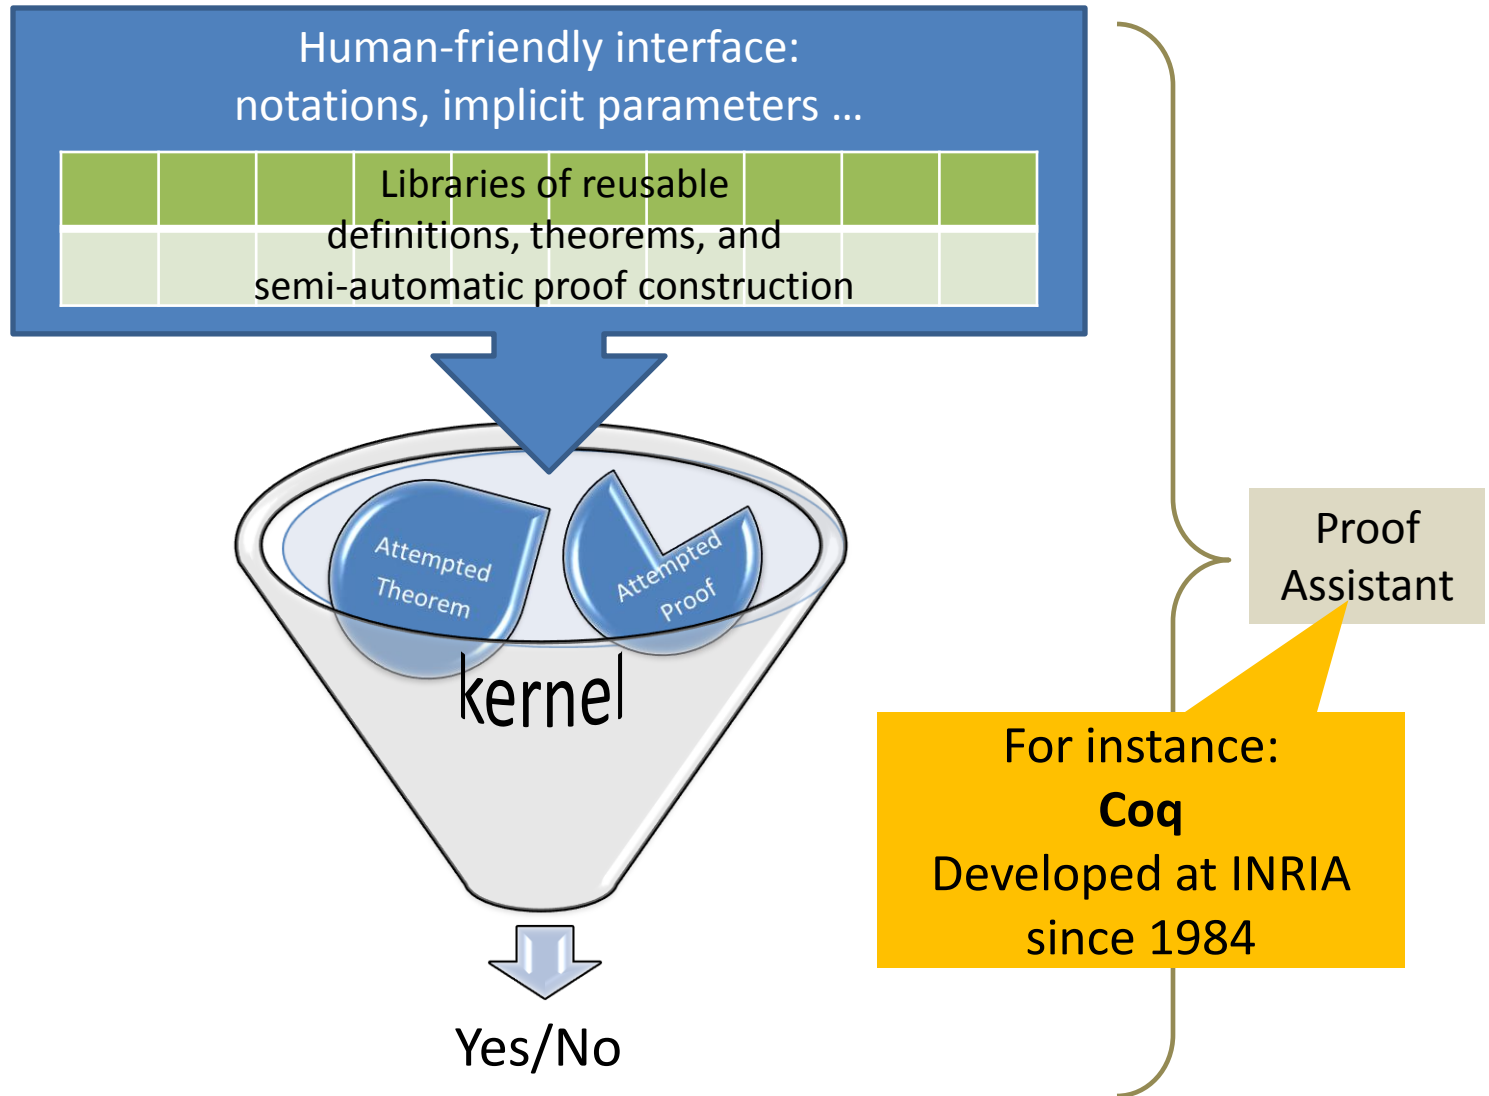 Human-friendly interface:
notations, implicit parameters …
Libraries of reusable
definitions, theorems, and
semi-automatic proof construction
Attempted
Theorem
Attempted
Proof
kernel
Yes/No
Proof
Assistant
For instance:
Coq
Developed at INRIA
since 1984